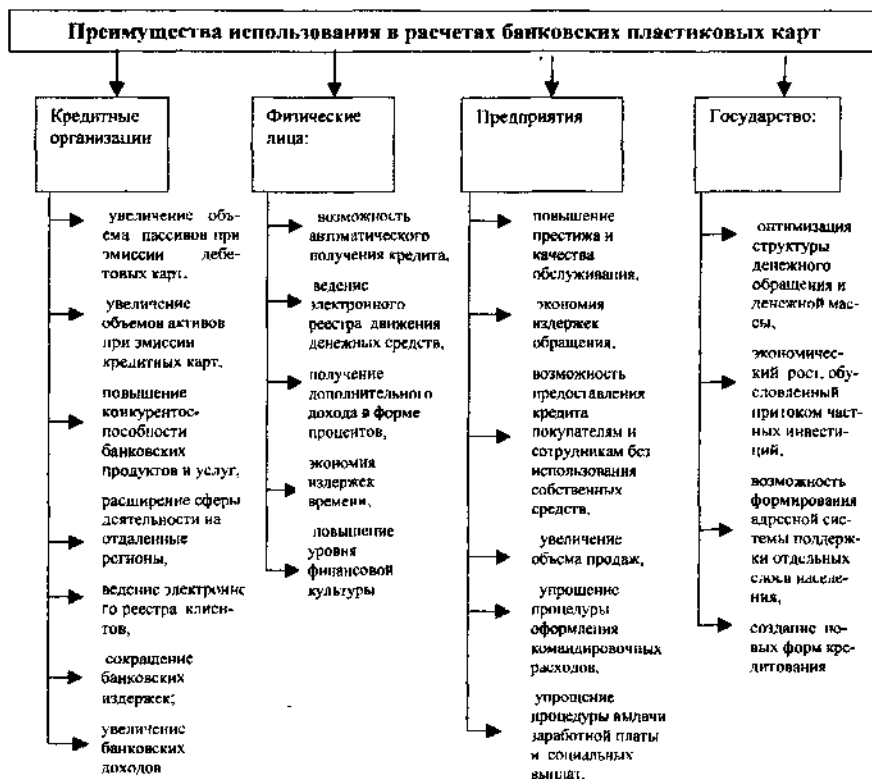 Преимущества использования в расчетах банковских пластиковых карт
Кредитные
организации
увеличение объ-
ема пассивов при
эмиссии дебе-
товых карт,
увеличение
объемов активов
при эмиссии
кредитных карт,
повышение
конкурентос-
пособности
банковских
продуктов и услуг,
расширение сферы
деятельности на
отдаленные
регионы,
ведение электронно
го реестра клиен-
тов,
сокращение
банковских
издержек;
увеличение
банковских
доходов
Физические
лица:
возможность
автоматического
получения кредита,
ведение
электронного
реестра движения
денежных средств,
получение
дополнительного
дохода в форме
процентов,
экономия
издержек
времени,
повышение
уровня
финансовой
культуры
Предприятия
повышение
престижа и
качества
обслуживания,
экономия
издержек
обращения,
возможность
предоставления
кредита
покупателям и
сотрудникам без
использования
собственных
средств,
увеличение
объема продаж,
упрощение
процедуры
оформления
командировочных
расходов,
упрощение
процедуры выдачи
заработной платы
и социальных
выплат.
Государство:
оптимизация
структуры
денежного
обращения и
денежной мас-
сы,
экономичес-
кий рост, обу-
словленный
притоком част-
ных инвести-
ций,
возможность
формирования
адресной сис-
темы поддерж-
ки отдельных
слоев населе-
ния,
создание но-
вых форм кре-
дитования